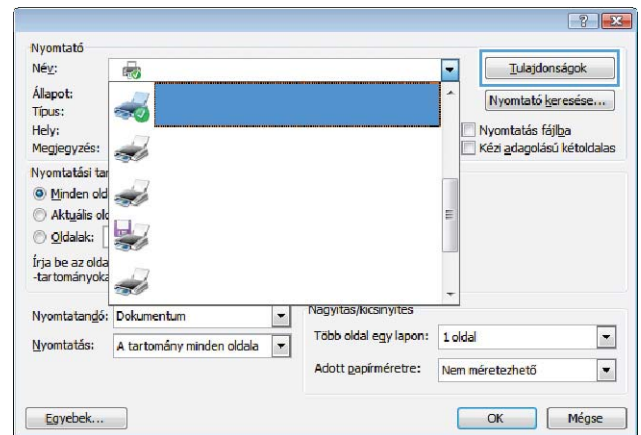 Nyomtató
Név:
Tulajdonságok
Állapot:
Nyomtató keresése...
Típus:
Hely:
Nyomtatás fájlba
Megjegyzés:
Kézi adagolású kétoldalas
Nyomtatási tar
Minden old
Aktuális old
Oldalak:
Írja be az olda
-tartományoka
Nagyítás/kicsinyítés
Nyomtatandó: Dokumentum
Több oldal egy lapon: 1 oldal
Nyomtatás: A tartomány minden oldala
Adott papírméretre: Nem méretezhető
Egyebek...
OK
Mégse